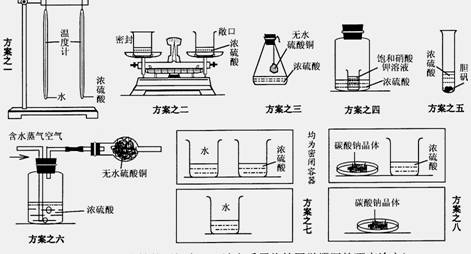 方案之一
温度计
水
浓硫酸
密封
敞口
浓硫酸
方案之二
无水硫酸铜
浓硫酸
方案之三
饱和硝酸钾溶液
浓硫酸
方案之四
浓硫酸
胆矾
方案之五
含水蒸气空气
无水硫酸铜
浓硫酸
方案之六
水
浓硫酸
水
均为密闭容器
方案之七
碳酸钠晶体
浓硫酸
碳酸钠晶体
方案之八